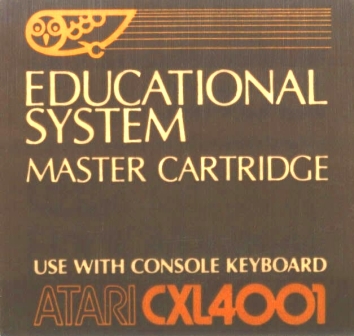 EDUCATIONAL
SYSTEM
MASTER CARTRIDGE
USE WITH CONSOLE KEYBOARD
ATARI CXL4001